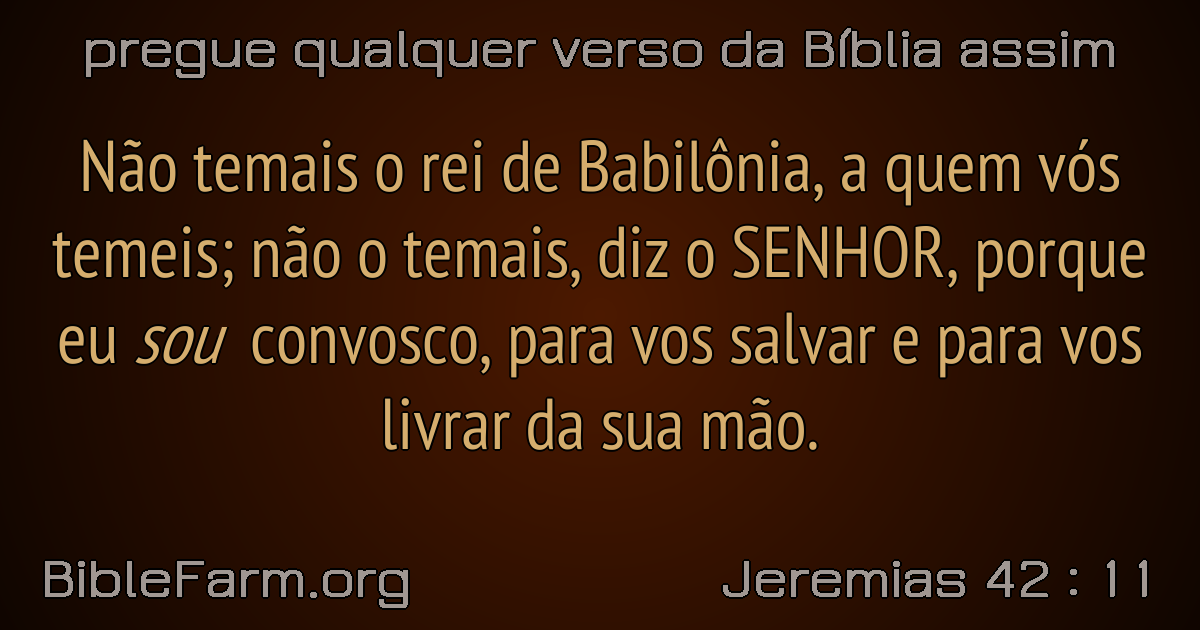 pregue qualquer verso da Bíblia assim
Não temais o rei de Babilônia, a quem vós
temeis; não o temais, diz o SENHOR, porque
eu sou convosco, para vos salvar e para vos
livrar da sua mão.
BibleFarm.org
Jeremias 42 : 11